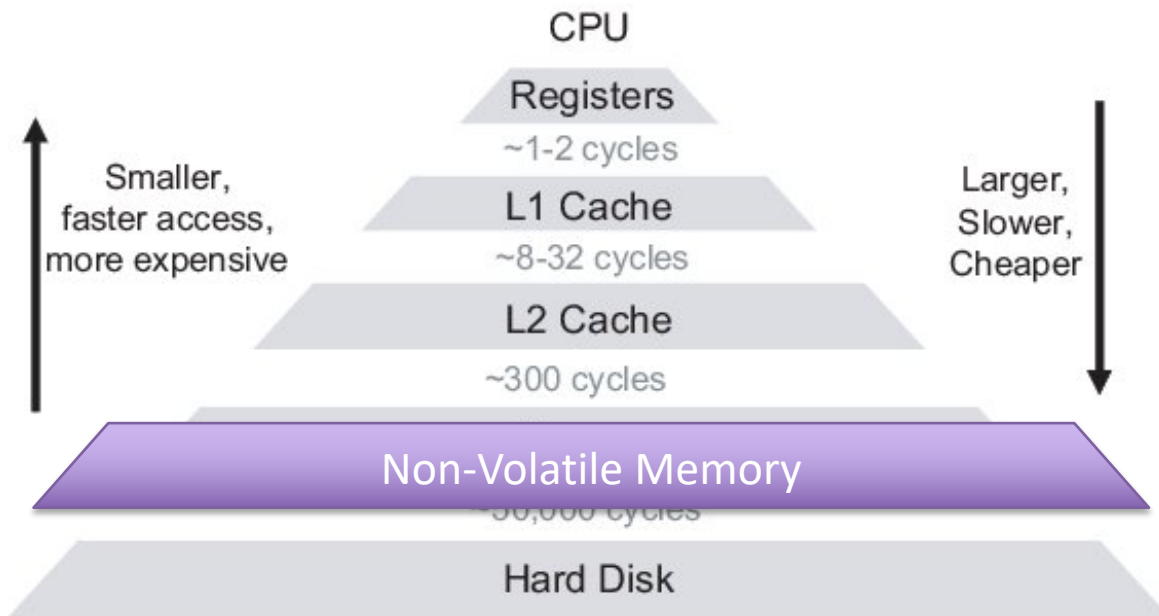 CPU
Registers
~1-2 cycles
Smaller,
faster access,
more expensive
L1 Cache
~8-32 cycles
Larger,
Slower,
Cheaper
L2 Cache
~300 cycles
Non-Volatile Memory
cycles
Hard Disk